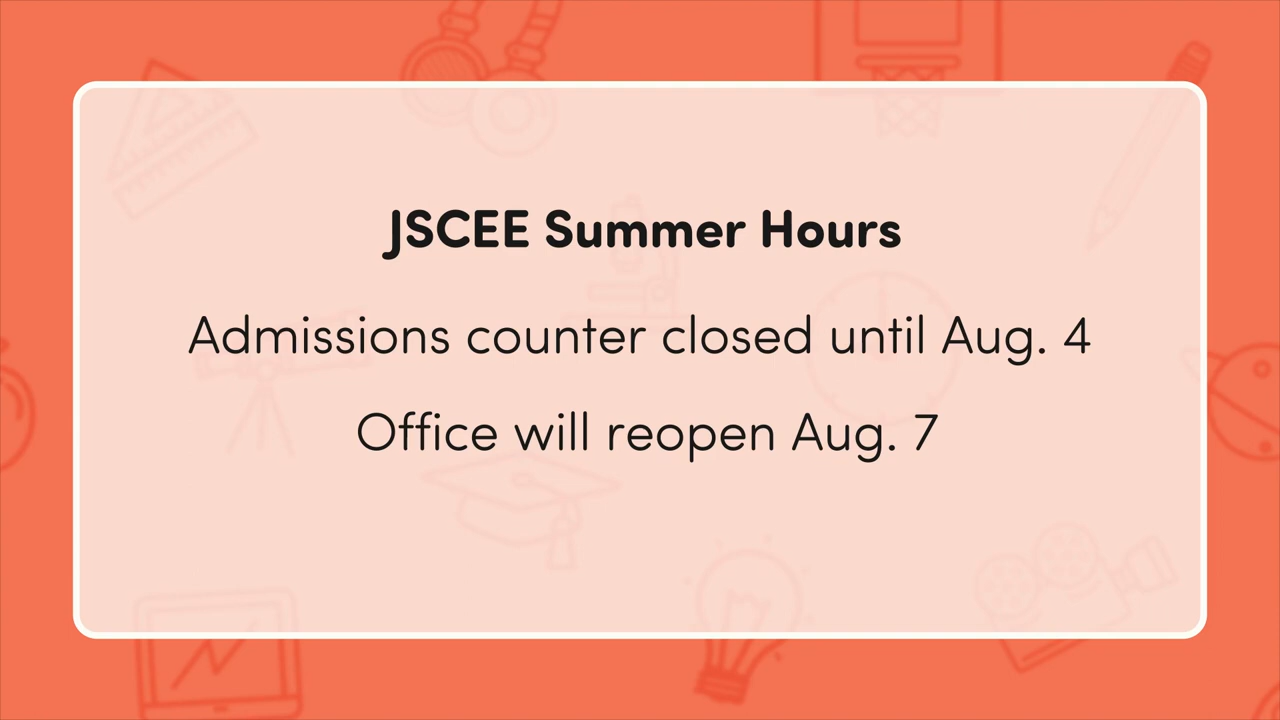 JSCEE Summer Hours
Admissions counter closed until Aug. 4
Office will reopen Aug. 7